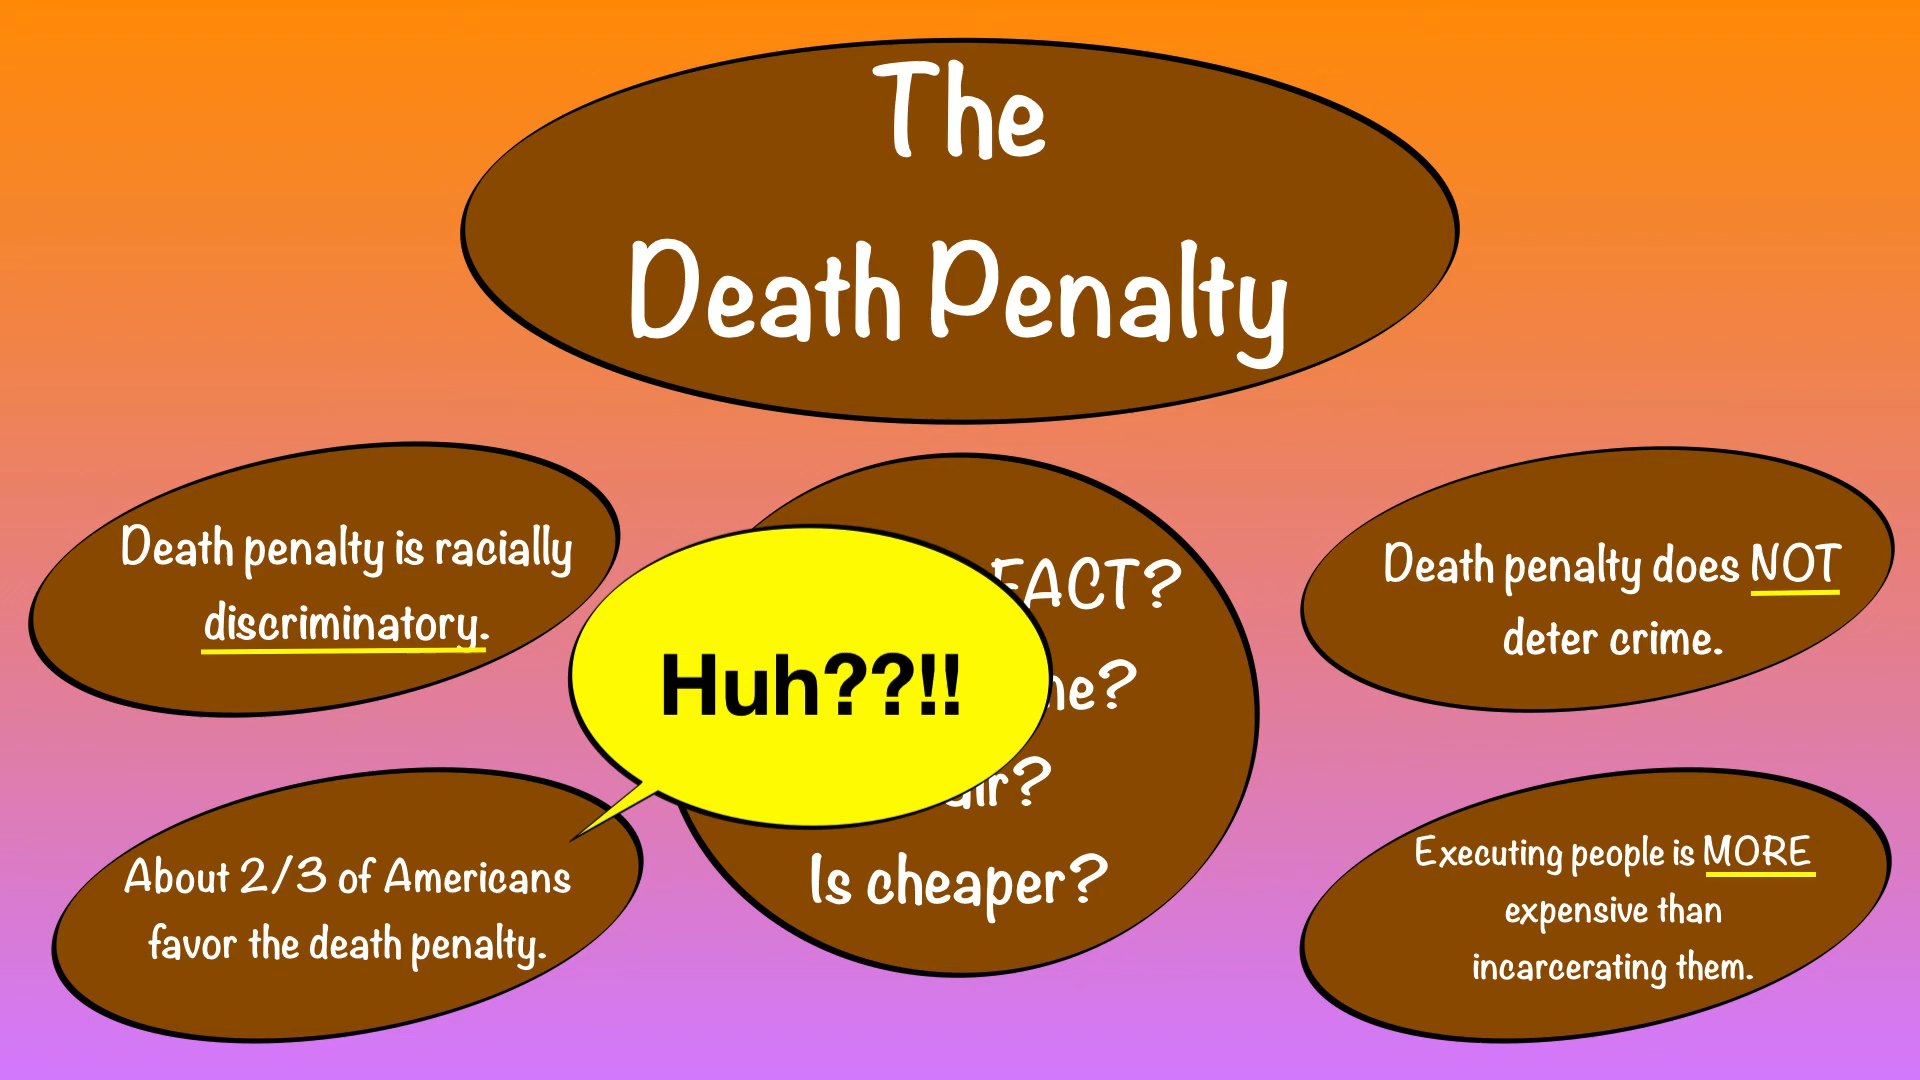 The
Death Penalty
Death penalty is racially
discriminatory.
FACT?
Huh??!!
Is cheaper?
Death penalty does NOT
deter crime.
About 2/3 of Americans
favor the death penalty.
Executing people is MORE
expensive than
incarcerating them.